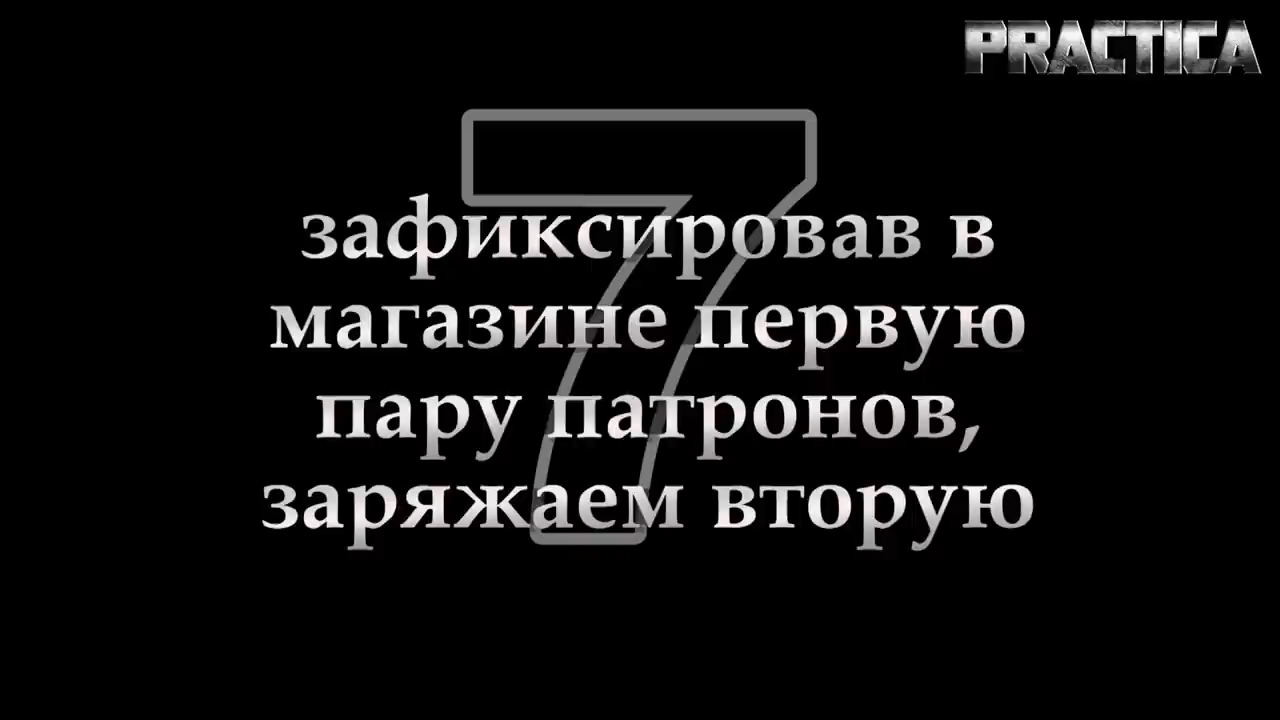 PRACTICA
7
зафиксировав в
магазине первую
пару патронов,
заряжаем вторую